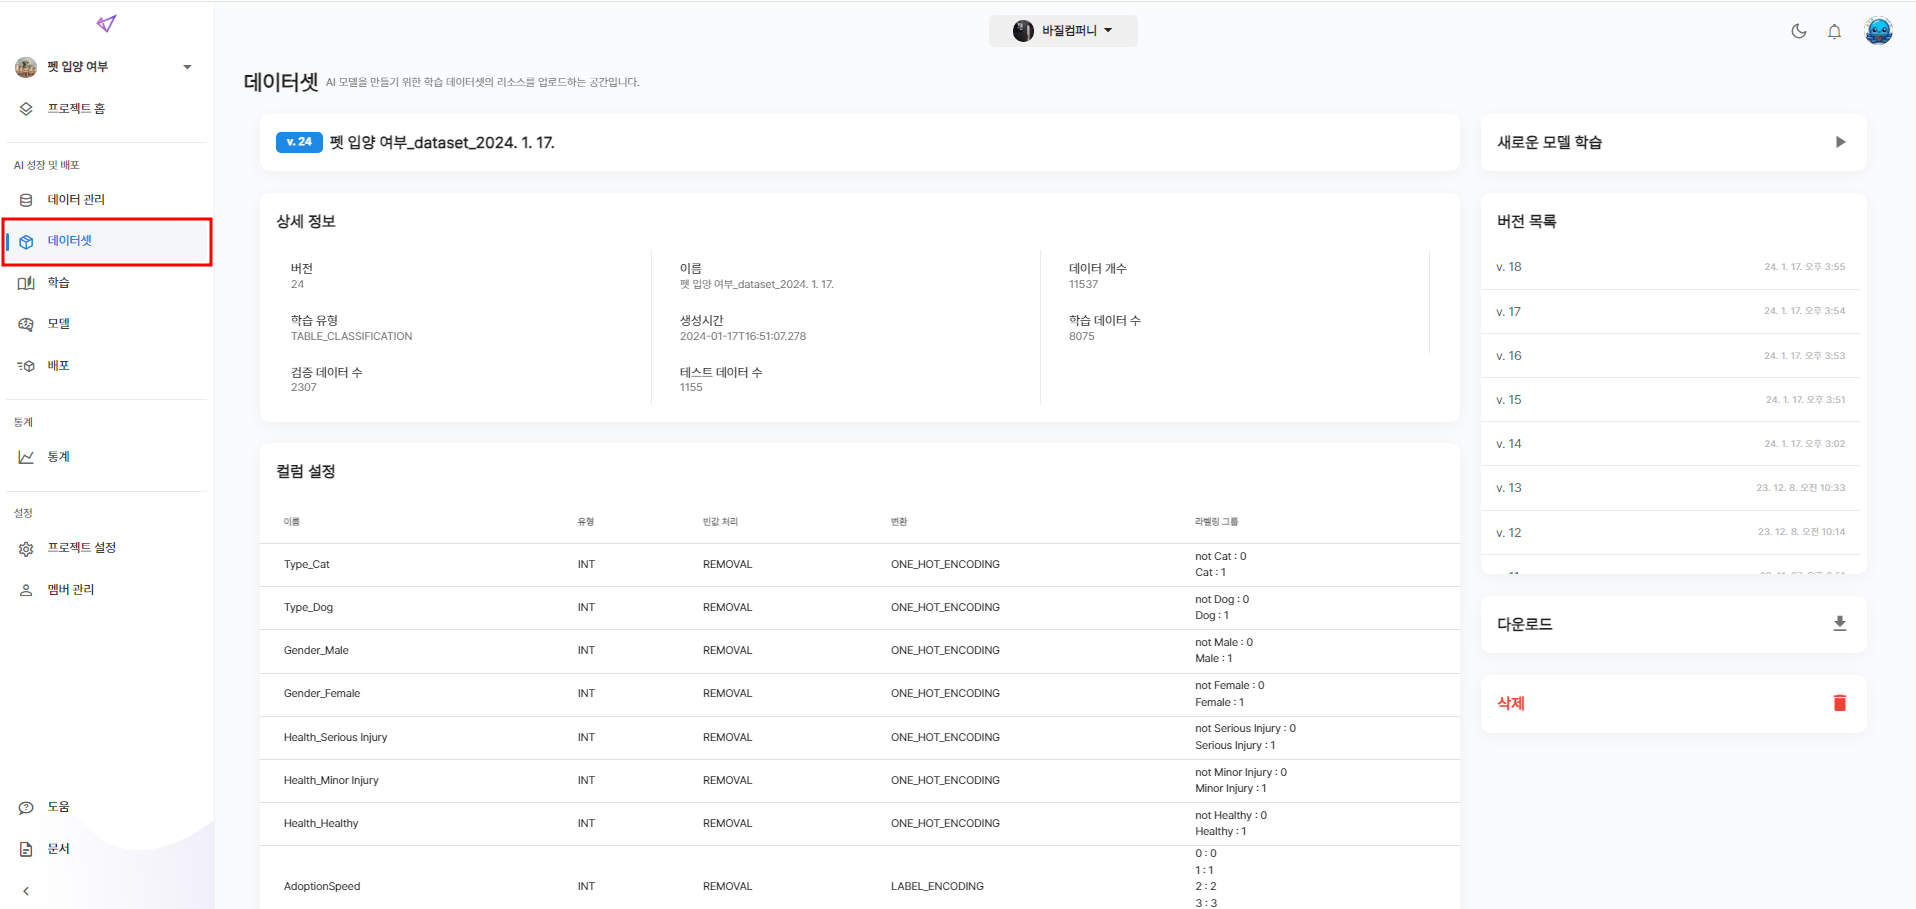 바질컴퍼니
펫 입양 여부
프로젝트 홈
AI 성장 및 배포
데이터 관리
데이터셋
학습
모델
배포
통계
통계
설정
프로젝트 설정
멤버 관리
도움
문서
데이터셋 AI 모델을 만들기 위한 학습 데이터셋의 리소스를 업로드하는 공간입니다.
v. 24 펫 입양 여부_dataset_2024. 1. 17.
상세 정보
버전
24
이름
펫 입양 여부_dataset_2024. 1. 17.
데이터 개수
11537
학습 유형
TABLE_CLASSIFICATION
생성시간
2024-01-17T16:51:07.278
학습 데이터 수
8075
검증 데이터 수
2307
테스트 데이터 수
1155
컬럼 설정
이름 유형 빈값 처리 변환 라벨링 그룹
Type_Cat INT REMOVAL ONE_HOT_ENCODING not Cat : 0
Cat : 1
Type_Dog INT REMOVAL ONE_HOT_ENCODING not Dog : 0
Dog : 1
Gender_Male INT REMOVAL ONE_HOT_ENCODING not Male : 0
Male : 1
Gender_Female INT REMOVAL ONE_HOT_ENCODING not Female : 0
Female : 1
Health_Serious Injury INT REMOVAL ONE_HOT_ENCODING not Serious Injury : 0
Serious Injury : 1
Health_Minor Injury INT REMOVAL ONE_HOT_ENCODING not Minor Injury : 0
Minor Injury : 1
Health_Healthy INT REMOVAL ONE_HOT_ENCODING not Healthy : 0
Healthy : 1
AdoptionSpeed INT REMOVAL LABEL_ENCODING 0 : 0
1 : 1
2 : 2
3 : 3
새로운 모델 학습
버전 목록
v. 18 24. 1. 17. 오후 3:55
v. 17 24. 1. 17. 오후 3:54
v. 16 24. 1. 17. 오후 3:53
v. 15 24. 1. 17. 오후 3:51
v. 14 24. 1. 17. 오후 3:02
v. 13 23. 12. 8. 오전 10:33
v. 12 23. 12. 8. 오전 10:14
다운로드
삭제